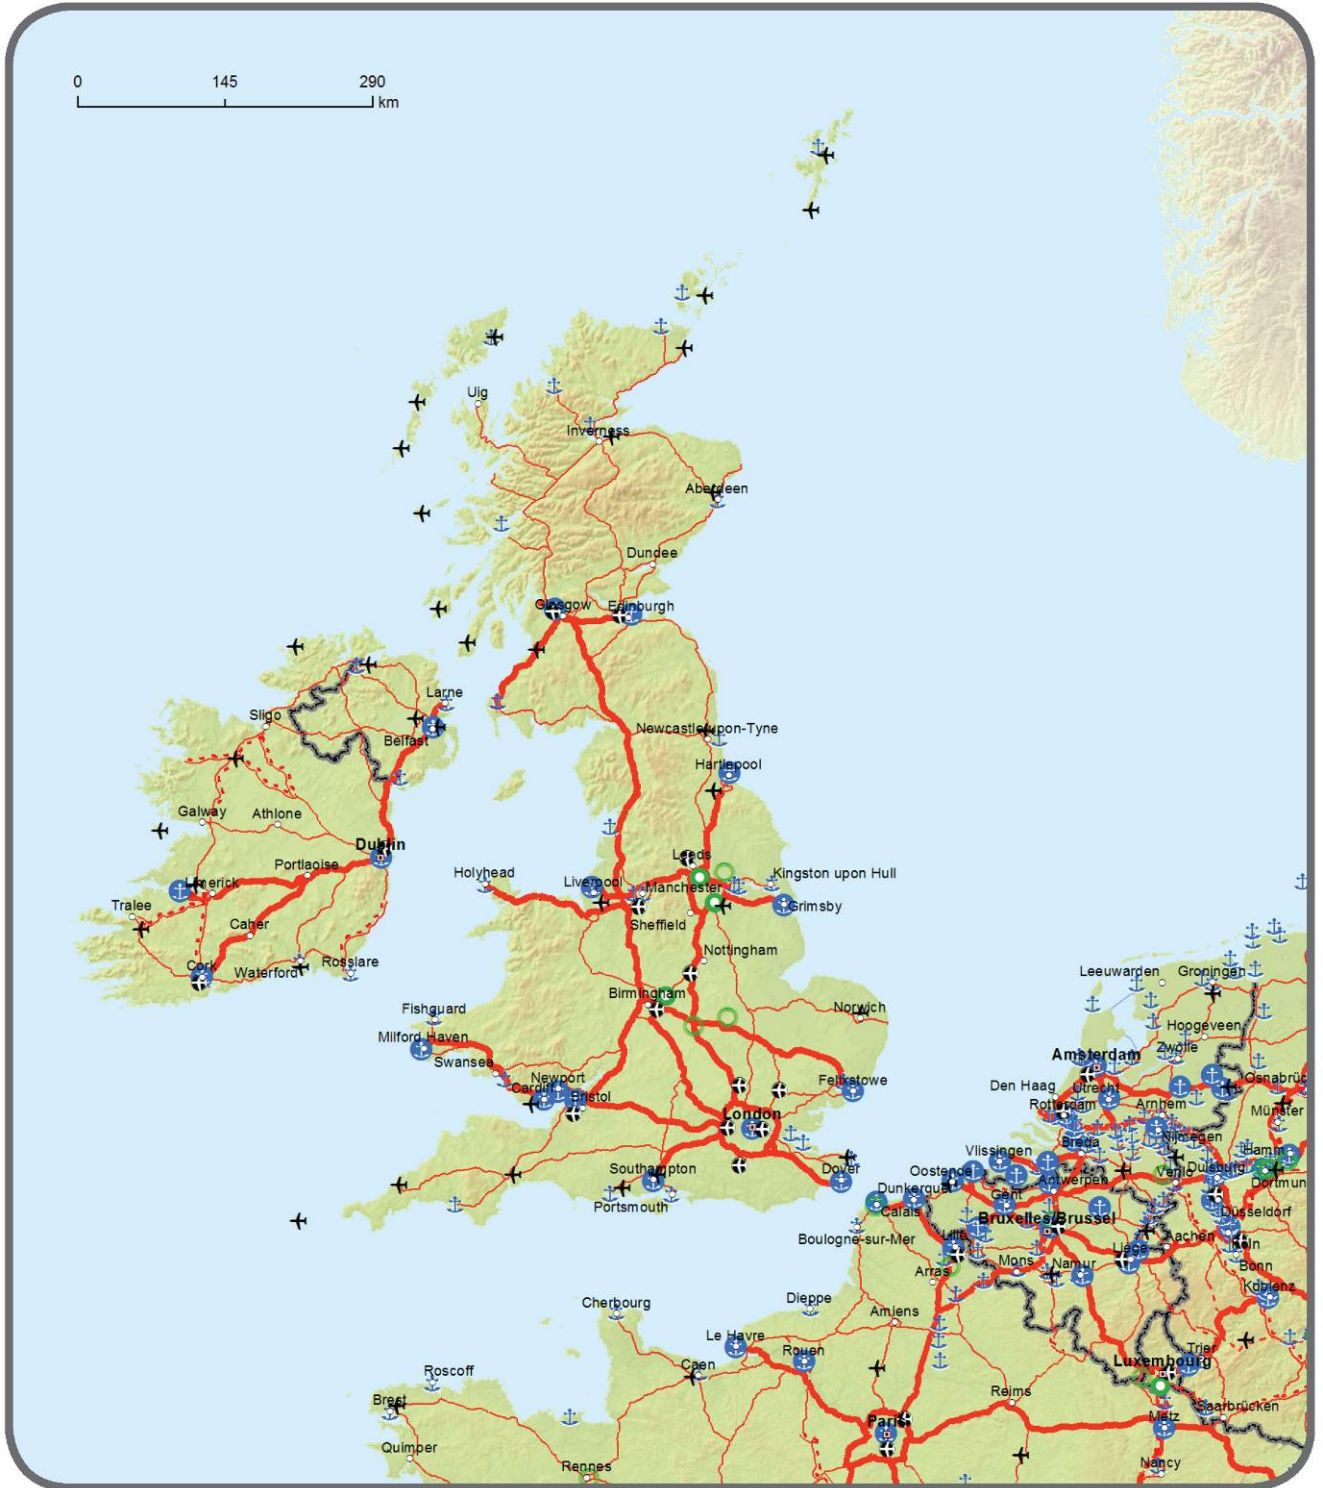 0 145 290
km
Uig
Inverness
Aberdeen
Dundee
Glasgow
Edinburgh
Larne
Sligo
Belfast
Newcastle upon-Tyne
Hartlepool
Galway
Athlone
Dublin
Portlaoise
Leeds
Holyhead
Liverpool
Manchester
Kingston upon Hull
Limerick
Grimsby
Tralee
Caher
Sheffield
Nottingham
Cork
Waterford
Rosslare
Leeuwarden
Groningen
Birmingham
Norwich
Fishguard
Hoogeveen
Milford Haven
Zwolle
Amsterdam
Swansea
Newport
Cardiff
Felixstowe
Den Haag
Utrecht
Osnabrüc
Bristol
Rotterdam
Arnhem
Münster
London
Nijmegen
Breda
Hamm
Vlissingen
Southampton
Dover
Oostende
Duisburg
Venlo
Antwerpen
Dortmun
Dunkerque
Gent
Portsmouth
Calais
Düsseldorf
Bruxelles/Brussel
Boulogne-sur-Mer
Lille
Aachen
Köln
Liege
Mons
Namur
Bonn
Arras
Koblenz
Cherbourg
Dieppe
Amiens
Le Havre
Rouen
Trier
Luxembourg
Caen
Roscoff
Reims
Brest
Saarbrücken
Paris
Metz
Quimper
Rennes
Nancy